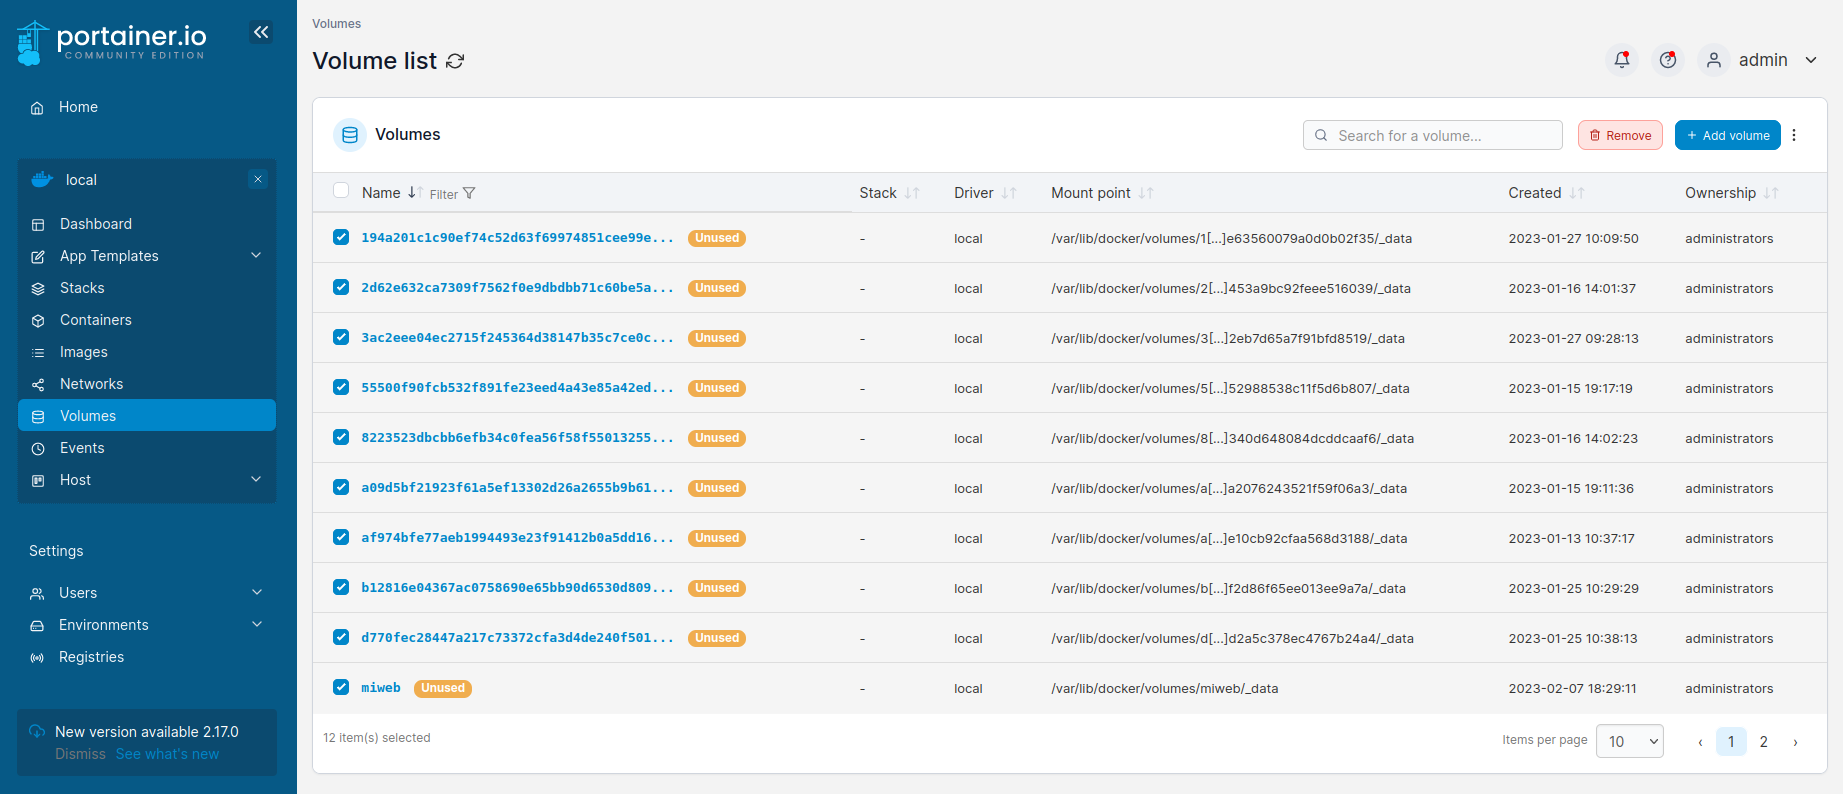 portainer.io
COMMUNITY EDITION
Home
local
Dashboard
App Templates
Stacks
Containers
Images
Networks
Volumes
Events
Host
Settings
Users
Environments
Registries
New version available 2.17.0
Dismiss See what's new
Volumes
Volume list
admin
Volumes
Search for a volume...
Remove
Add volume
Name Filter Stack Driver Mount point Created Ownership
194a201c1c90ef74c52d63f69974851cee99e... Unused - local /var/lib/docker/volumes/1[...]e63560079a0d0b02f35/_data 2023-01-27 10:09:50 administrators
2d62e632ca7309f7562f0e9dbdbb71c60be5a... Unused - local /var/lib/docker/volumes/2[...]453a9bc92feee516039/_data 2023-01-16 14:01:37 administrators
3ac2eee04ec2715f245364d38147b35c7ce0c... Unused - local /var/lib/docker/volumes/3[...]2eb7d65a7f91bfd8519/_data 2023-01-27 09:28:13 administrators
55500f90fcb532f891fe23eed4a43e85a42ed... Unused - local /var/lib/docker/volumes/5[...]52988538c11f5d6b807/_data 2023-01-15 19:17:19 administrators
8223523dbcbb6efb34c0fea56f58f55013255... Unused - local /var/lib/docker/volumes/8[...]340d648084dcddcaaf6/_data 2023-01-16 14:02:23 administrators
a09d5bf21923f61a5ef13302d26a2655b9b61... Unused - local /var/lib/docker/volumes/a[...]a2076243521f59f06a3/_data 2023-01-15 19:11:36 administrators
af974bfe77aeb1994493e23f91412b0a5dd16... Unused - local /var/lib/docker/volumes/a[...]e10cb92cfaa568d3188/_data 2023-01-13 10:37:17 administrators
b12816e04367ac0758690e65bb90d6530d809... Unused - local /var/lib/docker/volumes/b[...]f2d86f65ee013ee9a7a/_data 2023-01-25 10:29:29 administrators
d770fec28447a217c73372cfa3d4de240f501... Unused - local /var/lib/docker/volumes/d[...]d2a5c378ec4767b24a4/_data 2023-01-25 10:38:13 administrators
miweb Unused - local /var/lib/docker/volumes/miweb/_data 2023-02-07 18:29:11 administrators
12 item(s) selected
Items per page 10 ‹ 1 2 ›